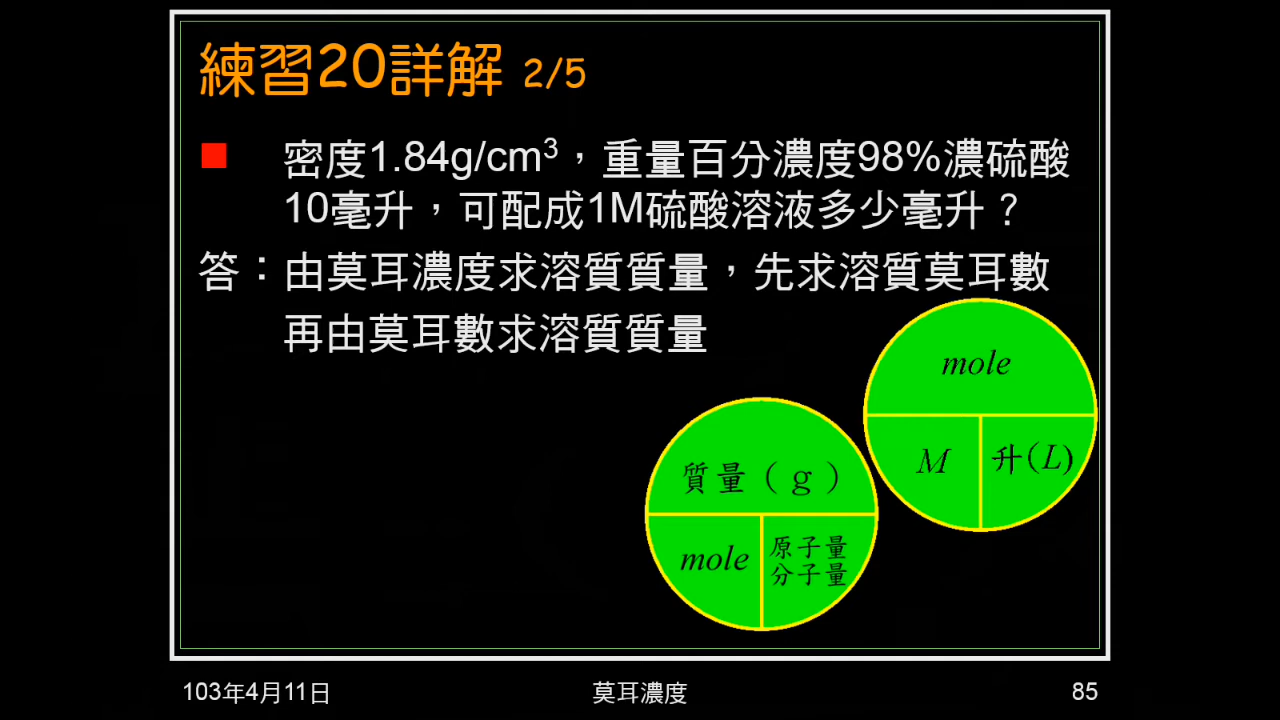 練習20詳解 2/5
密度1.84g/cm³，重量百分濃度98%濃硫酸
10毫升，可配成1M硫酸溶液多少毫升？
答：由莫耳濃度求溶質質量，先求溶質莫耳數
再由莫耳數求溶質質量
mole
M 升(L)
質量（g）
mole 原子量
分子量
103年4月11日 莫耳濃度 85